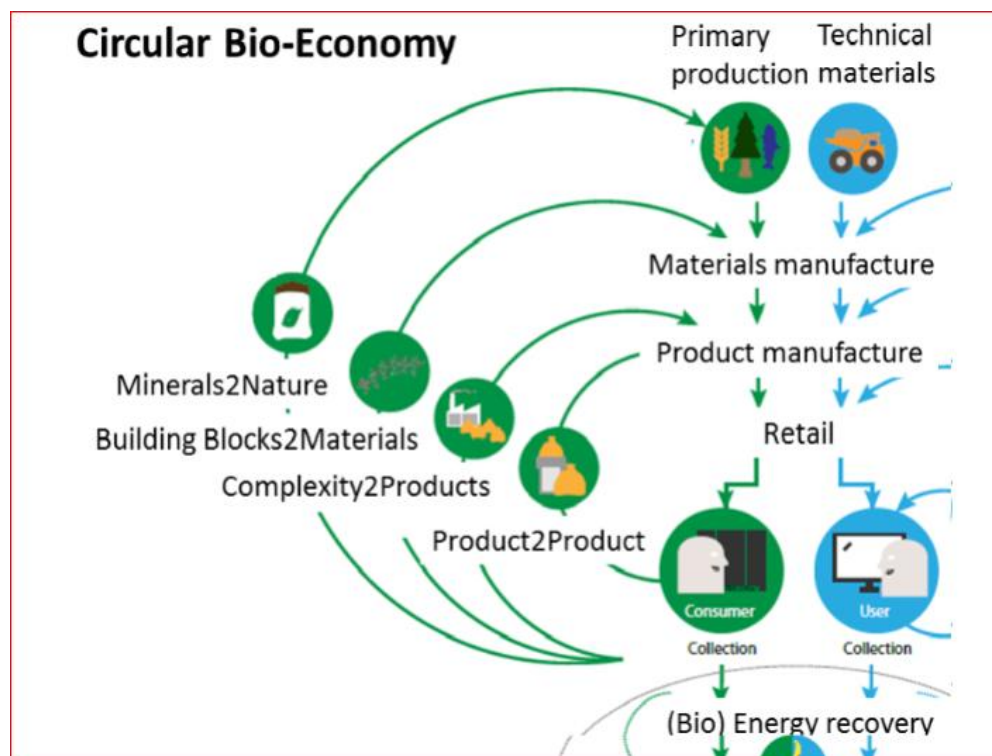 Circular Bio-Economy
Primary
production
Technical
materials
Materials manufacture
Minerals2Nature
Product manufacture
Building Blocks2Materials
Retail
Complexity2Products
Product2Product
Consumer
User
Collection
Collection
(Bio) Energy recovery